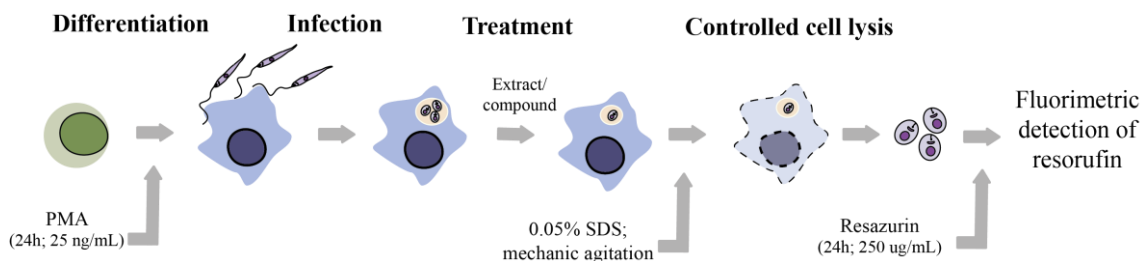 Differentiation
Infection
Treatment
Controlled cell lysis
Extract/
compound
Fluorimetric
detection of
resorufin
PMA
(24h; 25 ng/mL)
0.05% SDS;
mechanic agitation
Resazurin
(24h; 250 ug/mL)